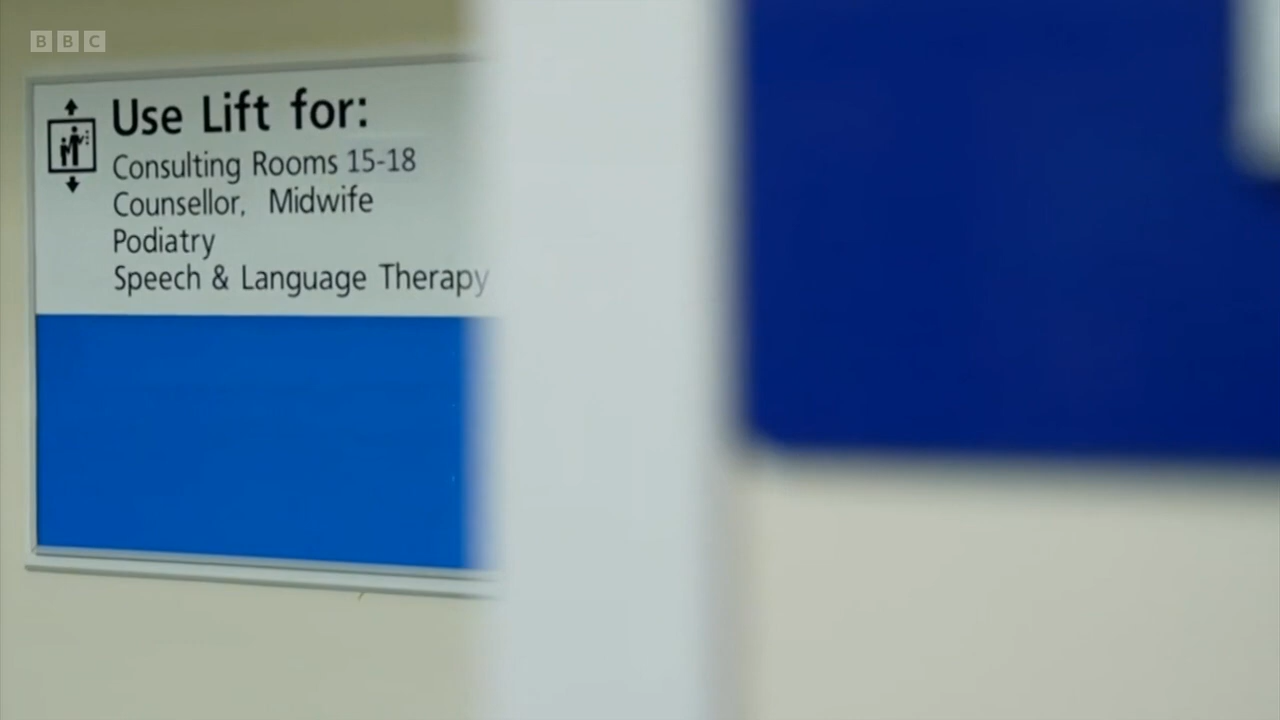 BBC
Use Lift for:
Consulting Rooms 15-18
Counsellor, Midwife
Podiatry
Speech & Language Therapy